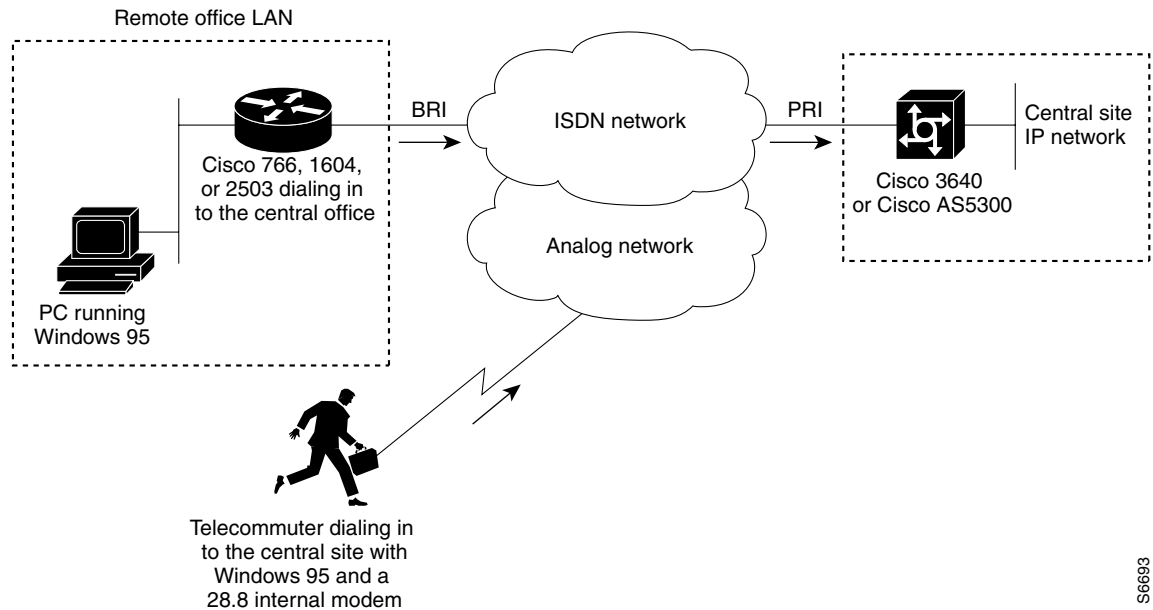 Remote office LAN
BRI
ISDN network
PRI
Central site
IP network
Cisco 766, 1604,
or 2503 dialing in
to the central office
Cisco 3640
or Cisco AS5300
Analog network
PC running
Windows 95
Telecommuter dialing in
to the central site with
Windows 95 and a
28.8 internal modem
S6693